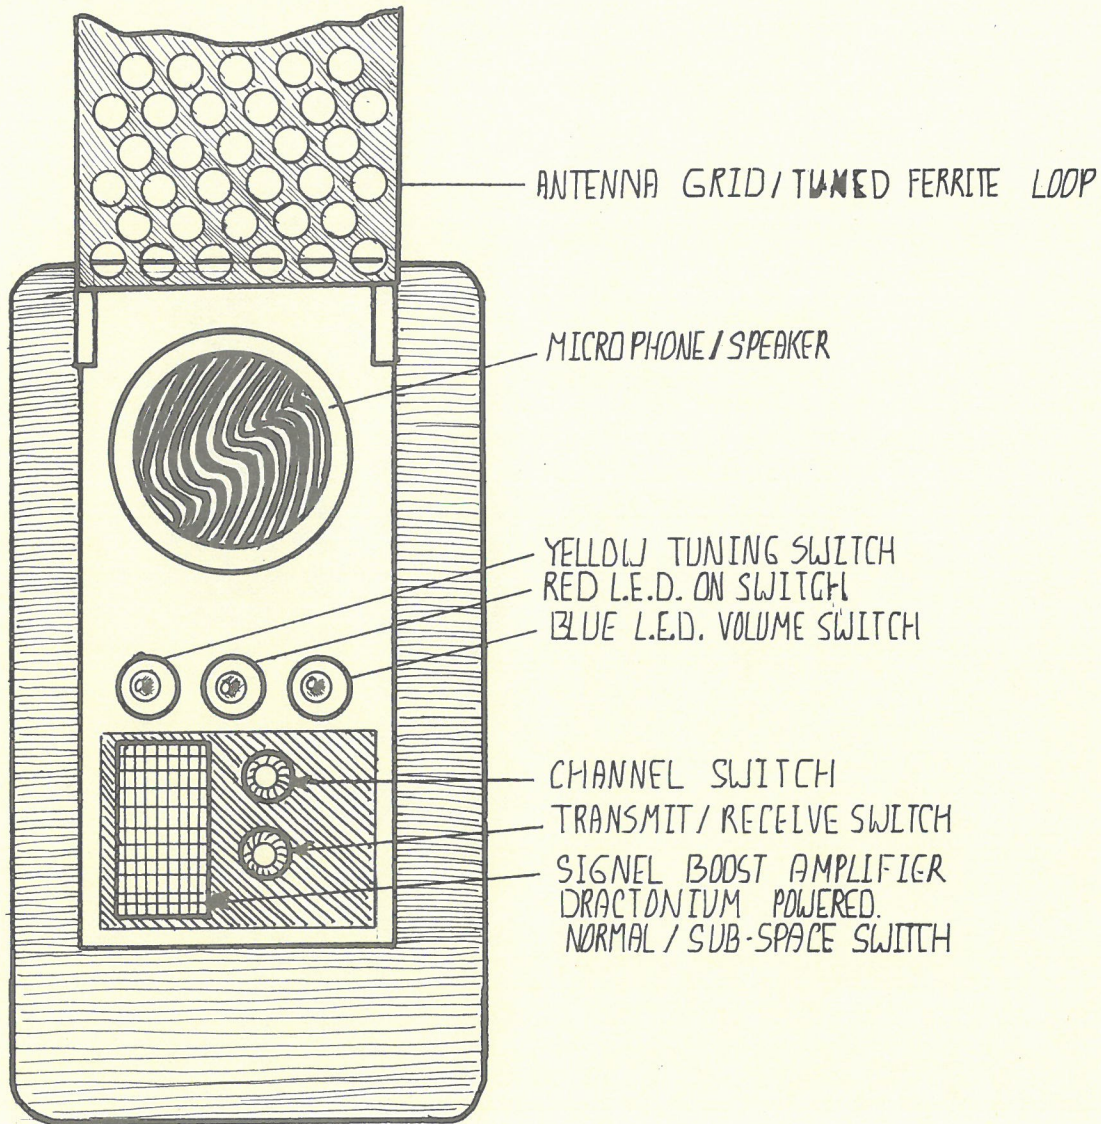 ANTENNA GRID/TUNED FERRITE LOOP
MICROPHONE/SPEAKER
YELLOW TUNING SWITCH
RED L.E.D. ON SWITCH
BLUE L.E.D. VOLUME SWITCH
CHANNEL SWITCH
TRANSMIT/RECEIVE SWITCH
SIGNEL BOOST AMPLIFIER
DRACTONIUM POWERED.
NORMAL/SUB-SPACE SWITCH